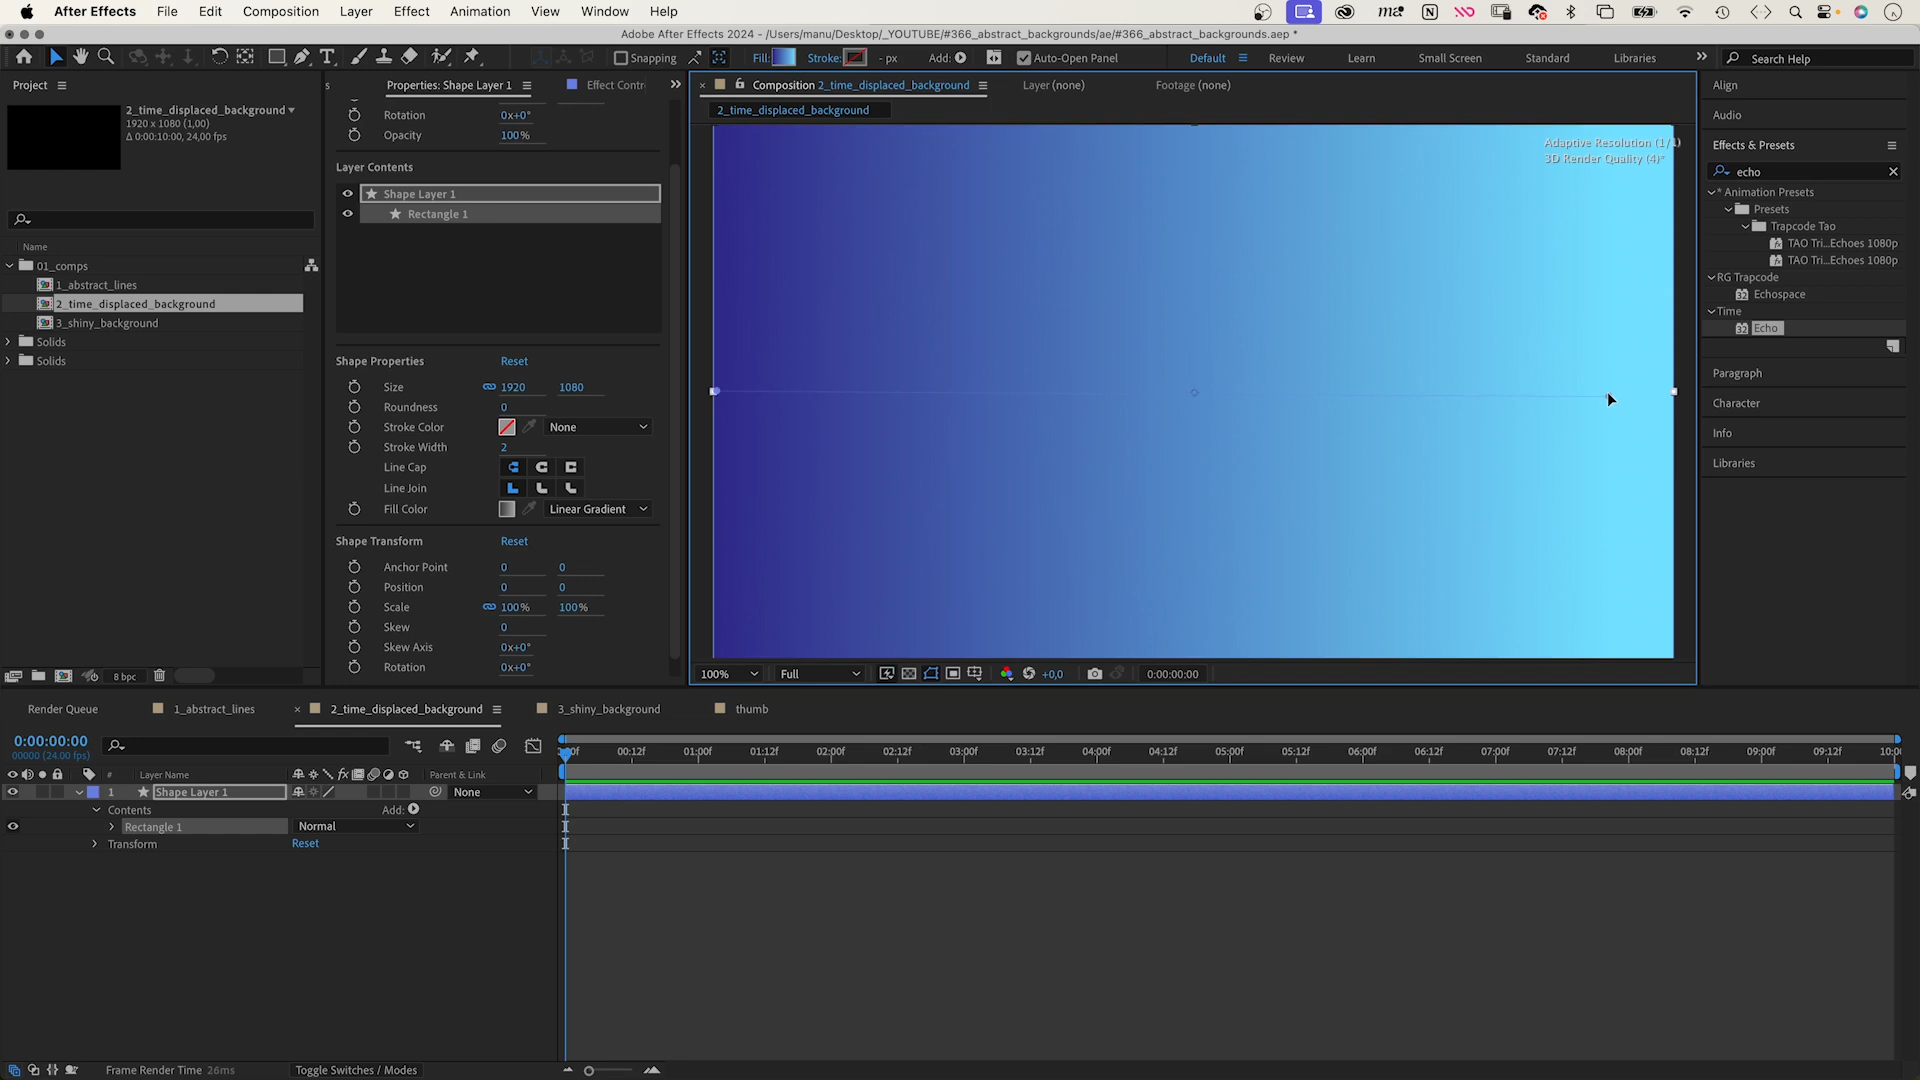 After Effects File Edit Composition Layer Effect Animation View Window Help
Adobe After Effects 2024 - /Users/manu/Desktop/_YOUTUBE/#366_abstract_backgrounds/ae/#366_abstract_backgrounds.aep *
Snapping Fill: Stroke: - px Add: Auto-Open Panel Default Review Learn Small Screen Standard Libraries Search Help
Project
2_time_displaced_background
1920 x 1080 (1,00)
Δ 0:00:10:00, 24,00 fps
Name
01_comps
1_abstract_lines
2_time_displaced_background
3_shiny_background
Solids
Solids
8 bpc
s Properties: Shape Layer 1 Effect Contr
Rotation 0x+0°
Opacity 100%
Layer Contents
Shape Layer 1
Rectangle 1
Shape Properties Reset
Size 1920 1080
Roundness 0
Stroke Color None
Stroke Width 2
Line Cap
Line Join
Fill Color Linear Gradient
Shape Transform Reset
Anchor Point 0 0
Position 0 0
Scale 100% 100%
Skew 0
Skew Axis 0x+0°
Rotation 0x+0°
Composition 2_time_displaced_background Layer (none) Footage (none)
2_time_displaced_background
Adaptive Resolution (1/1)
3D Render Quality (4)*
100% Full +0,0 0:00:00:00
Align
Audio
Effects & Presets
echo
* Animation Presets
Presets
Trapcode Tao
TAO Tri...Echoes 1080p
TAO Tri...Echoes 1080p
RG Trapcode
32 Echospace
Time
32 Echo
Paragraph
Character
Info
Libraries
Render Queue 1_abstract_lines 2_time_displaced_background 3_shiny_background thumb
0:00:00:00
00000 (24.00 fps)
00f 00:12f 01:00f 01:12f 02:00f 02:12f 03:00f 03:12f 04:00f 04:12f 05:00f 05:12f 06:00f 06:12f 07:00f 07:12f 08:00f 08:12f 09:00f 09:12f 10:0
# Layer Name Parent & Link
1 Shape Layer 1 None
Contents Add:
Rectangle 1 Normal
Transform Reset
Frame Render Time 26ms Toggle Switches / Modes